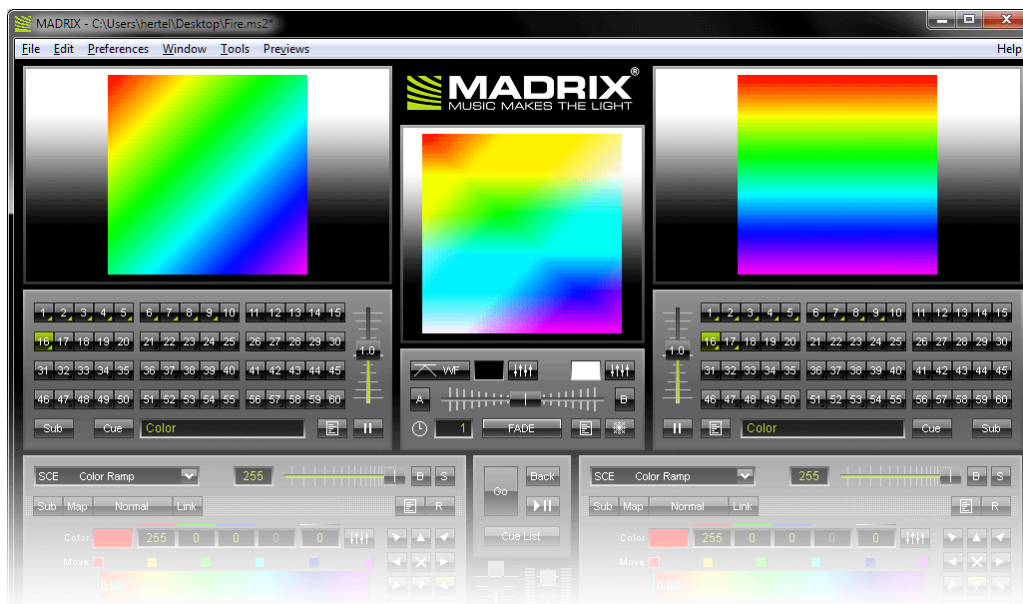 MADRIX - C:\Users\hertel\Desktop\Fire.ms2*
File Edit Preferences Window Tools Previews Help
MADRIX®
MUSIC MAKES THE LIGHT
1 2 3 4 5 6 7 8 9 10 11 12 13 14 15
16 17 18 19 20 21 22 23 24 25 26 27 28 29 30
1.0
31 32 33 34 35 36 37 38 39 40 41 42 43 44 45
46 47 48 49 50 51 52 53 54 55 56 57 58 59 60
Sub Cue Color
WF
A B
1 FADE
1 2 3 4 5 6 7 8 9 10 11 12 13 14 15
16 17 18 19 20 21 22 23 24 25 26 27 28 29 30
1.0
31 32 33 34 35 36 37 38 39 40 41 42 43 44 45
46 47 48 49 50 51 52 53 54 55 56 57 58 59 60
Color Cue Sub
SCE Color Ramp 255 B S
Sub Map Normal Link R
Color 255 0 0 0 0
Move
0.00
Go Back
Cue List
SCE Color Ramp 255 B S
Sub Map Normal Link R
Color 255 0 0 0 0
Move